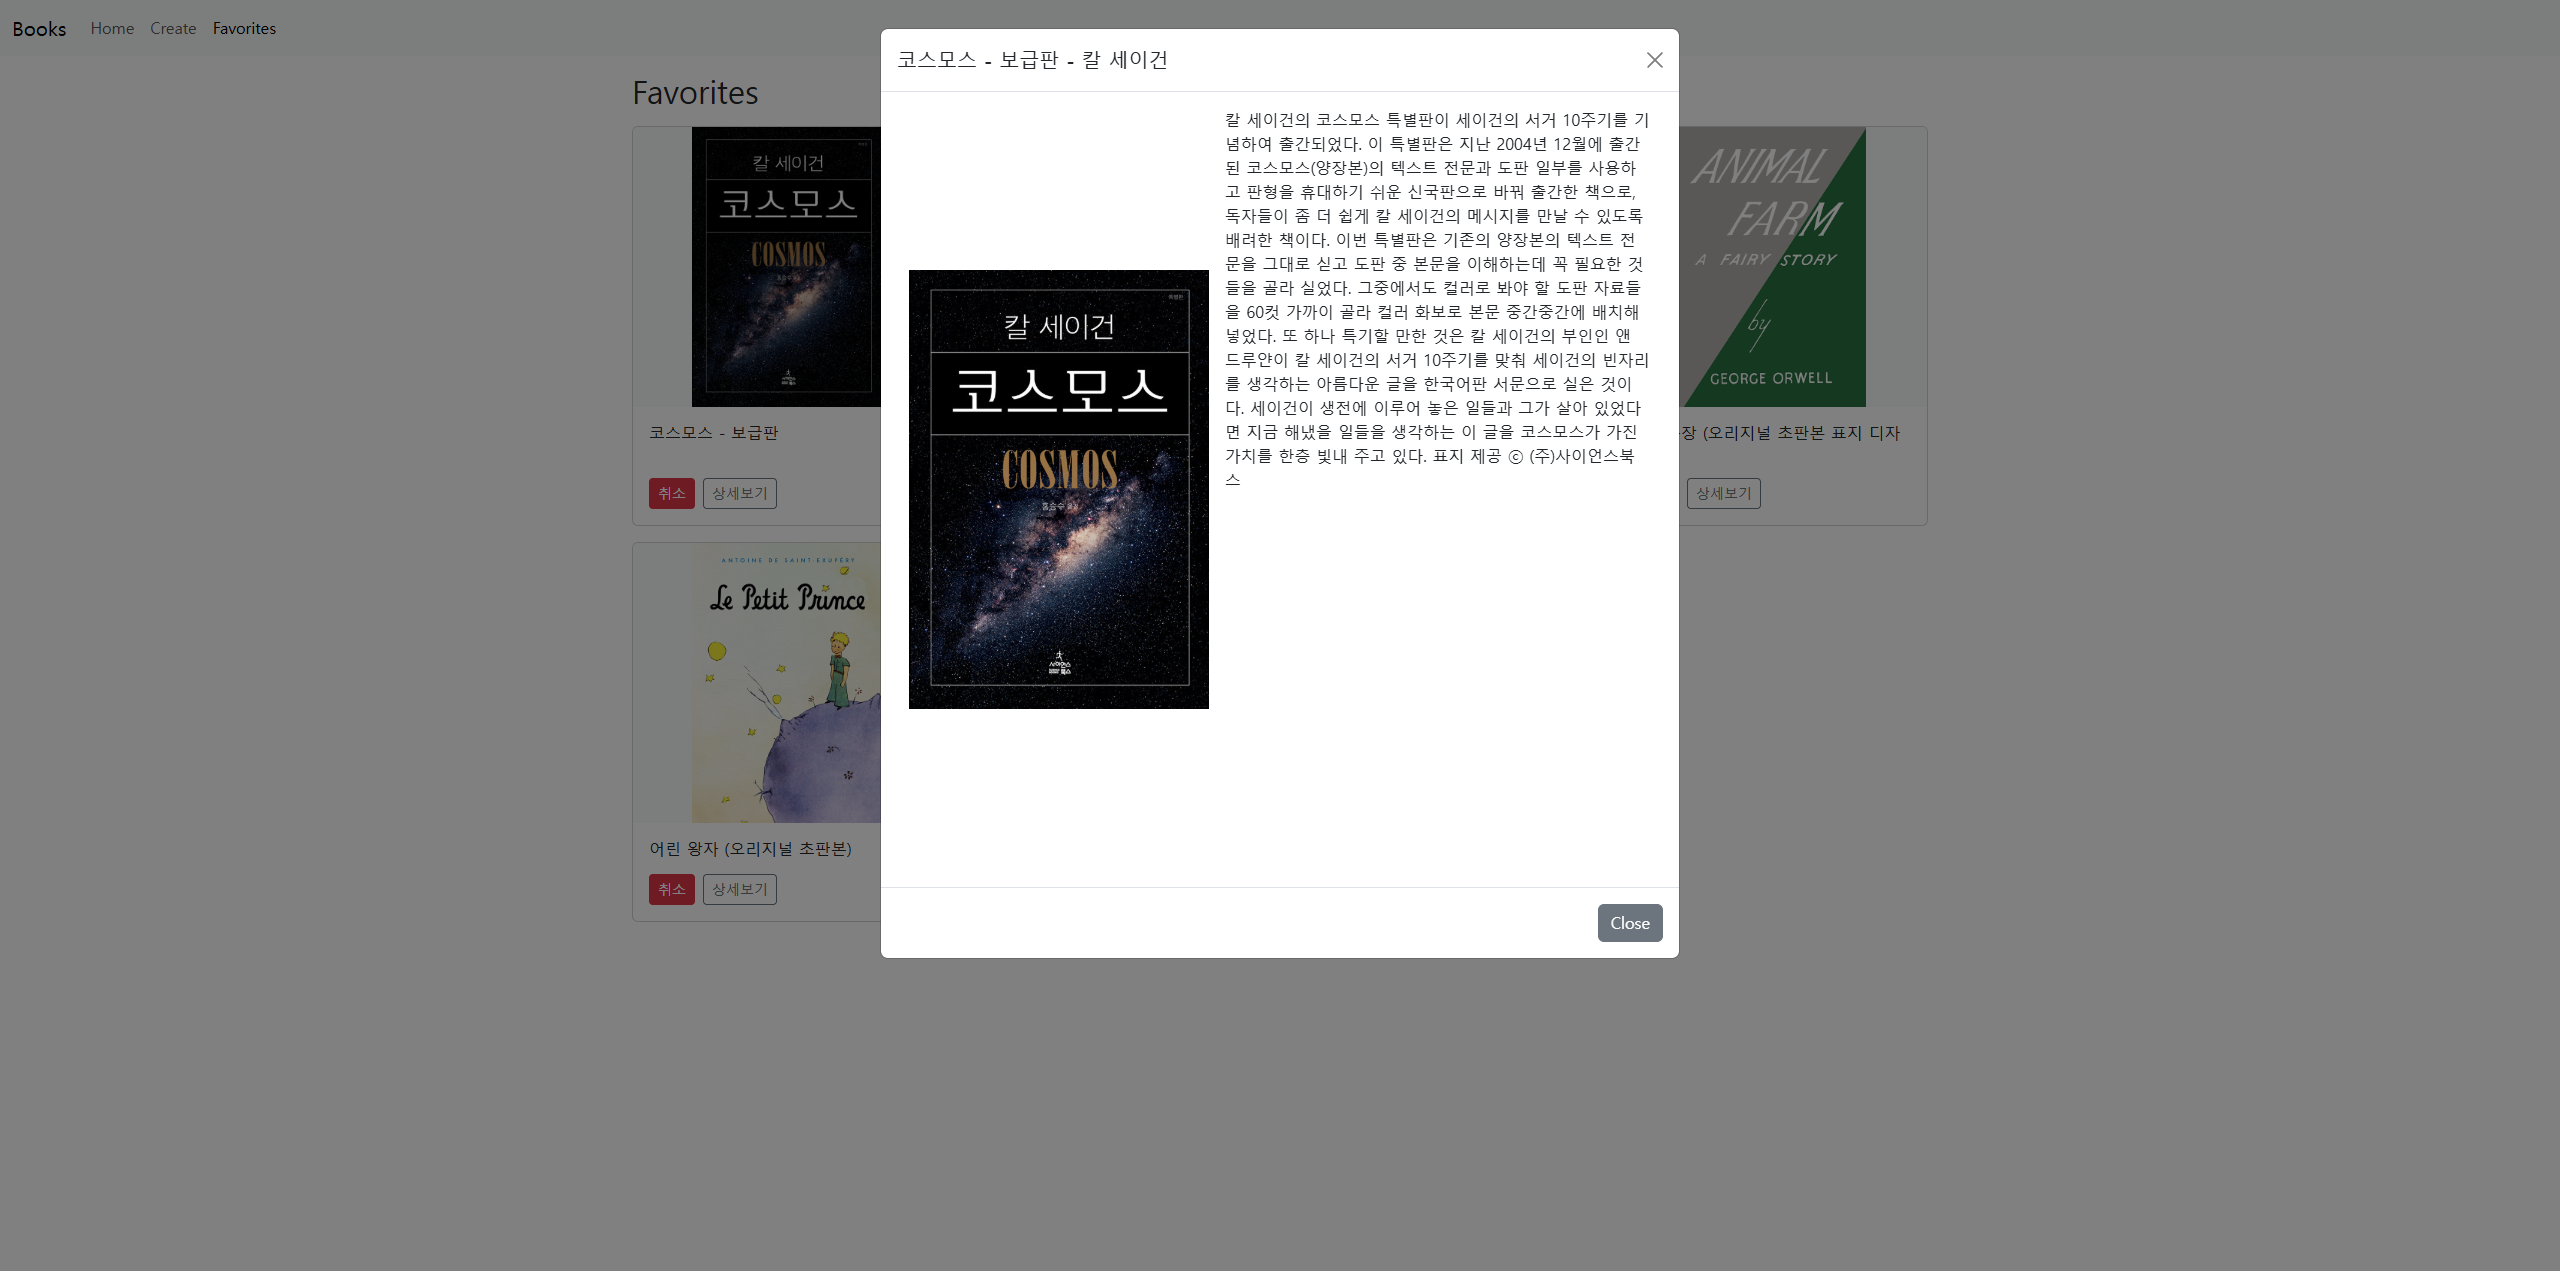 Books Home Create Favorites
Favorites
칼 세이건
코스모스
COSMOS
코스모스 - 보급판
취소 상세보기
ANIMAL
FARM
A FAIRY STORY
by
GEORGE ORWELL
장 (오리지널 초판본 표지 디자
상세보기
ANTOINE DE SAINT-EXUPÉRY
Le Petit Prince
어린 왕자 (오리지널 초판본)
취소 상세보기
코스모스 - 보급판 - 칼 세이건
칼 세이건
코스모스
COSMOS
홍승수 옮김
사이언스
북스
칼 세이건의 코스모스 특별판이 세이건의 서거 10주기를 기
념하여 출간되었다. 이 특별판은 지난 2004년 12월에 출간
된 코스모스(양장본)의 텍스트 전문과 도판 일부를 사용하
고 판형을 휴대하기 쉬운 신국판으로 바꿔 출간한 책으로,
독자들이 좀 더 쉽게 칼 세이건의 메시지를 만날 수 있도록
배려한 책이다. 이번 특별판은 기존의 양장본의 텍스트 전
문을 그대로 싣고 도판 중 본문을 이해하는데 꼭 필요한 것
들을 골라 실었다. 그중에서도 컬러로 봐야 할 도판 자료들
을 60컷 가까이 골라 컬러 화보로 본문 중간중간에 배치해
넣었다. 또 하나 특기할 만한 것은 칼 세이건의 부인인 앤
드루얀이 칼 세이건의 서거 10주기를 맞춰 세이건의 빈자리
를 생각하는 아름다운 글을 한국어판 서문으로 실은 것이
다. 세이건이 생전에 이루어 놓은 일들과 그가 살아 있었다
면 지금 해냈을 일들을 생각하는 이 글을 코스모스가 가진
가치를 한층 빛내 주고 있다. 표지 제공 ⓒ (주)사이언스북
스
Close